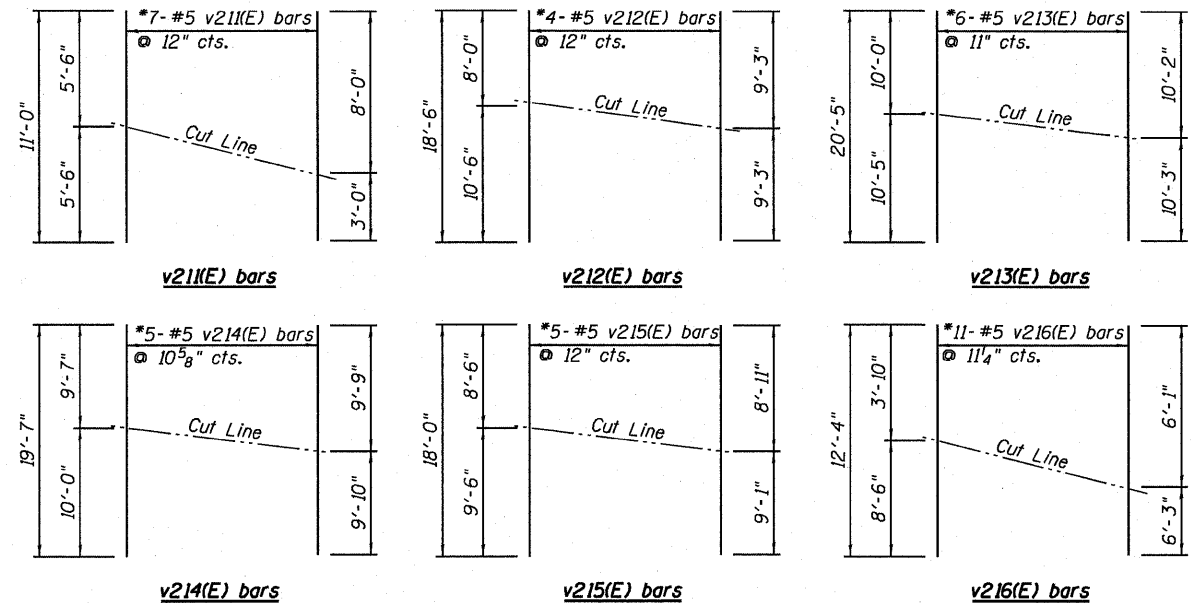 *7- #5 v211(E) bars
@ 12" cts.
11'-0"
5'-6"
5'-6"
8'-0"
3'-0"
Cut Line
v211(E) bars
*4- #5 v212(E) bars
@ 12" cts.
18'-6"
8'-0"
10'-6"
9'-3"
9'-3"
Cut Line
v212(E) bars
*6- #5 v213(E) bars
@ 11" cts.
20'-5"
10'-0"
10'-5"
10'-2"
10'-3"
Cut Line
v213(E) bars
*5- #5 v214(E) bars
@ 10 5/8" cts.
19'-7"
9'-7"
10'-0"
9'-9"
9'-10"
Cut Line
v214(E) bars
*5- #5 v215(E) bars
@ 12" cts.
18'-0"
8'-6"
9'-6"
8'-11"
9'-1"
Cut Line
v215(E) bars
*11- #5 v216(E) bars
@ 11 1/4" cts.
12'-4"
3'-10"
8'-6"
6'-1"
6'-3"
Cut Line
v216(E) bars